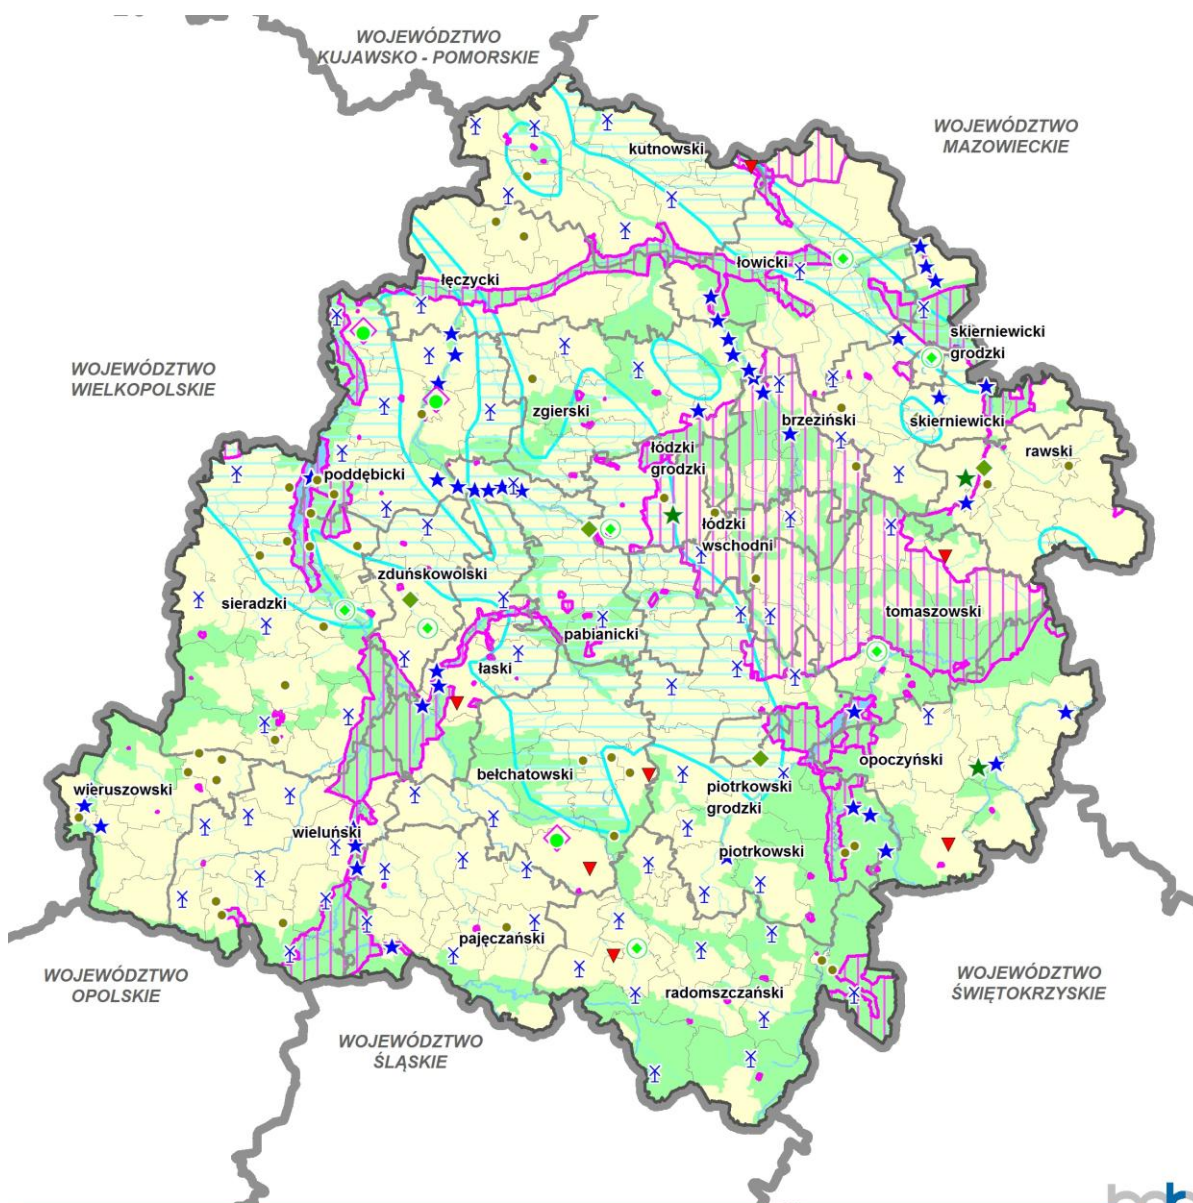 WOJEWÓDZTWO
KUJAWSKO - POMORSKIE
WOJEWÓDZTWO
MAZOWIECKIE
kutnowski
łowicki
łęczycki
skierniewicki
grodzki
WOJEWÓDZTWO
WIELKOPOLSKIE
zgierski
brzeziński
skierniewicki
łódzki
grodzki
rawski
poddębicki
łódzki
wschodni
zduńskowolski
sieradzki
tomaszowski
pabianicki
łaski
opoczyński
bełchatowski
piotrkowski
grodzki
wieruszowski
wieluński
piotrkowski
pajęczański
radomszczański
WOJEWÓDZTWO
OPOLSKIE
WOJEWÓDZTWO
ŚWIĘTOKRZYSKIE
WOJEWÓDZTWO
ŚLĄSKIE